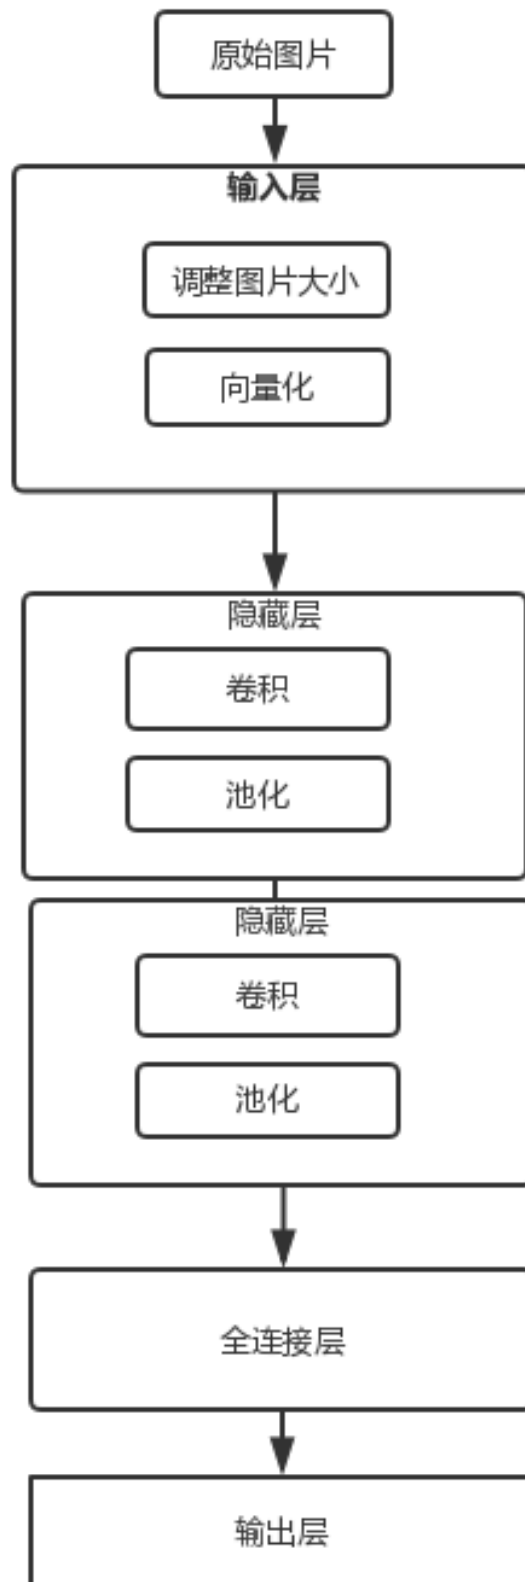 原始图片
输入层
调整图片大小
向量化
隐藏层
卷积
池化
隐藏层
卷积
池化
全连接层
输出层